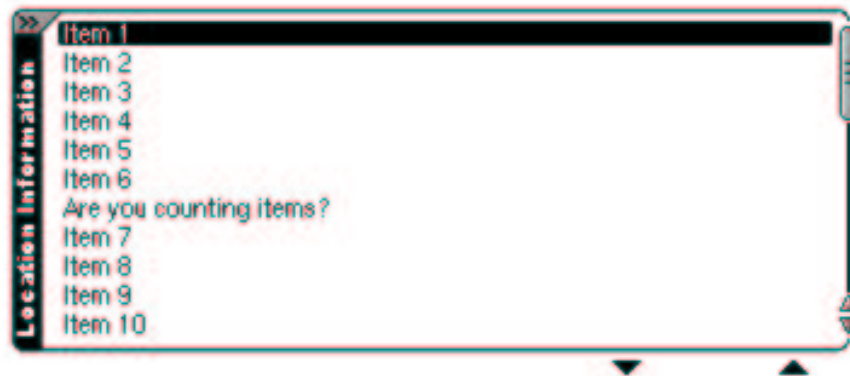 Location Information
Item 1
Item 2
Item 3
Item 4
Item 5
Item 6
Are you counting items?
Item 7
Item 8
Item 9
Item 10